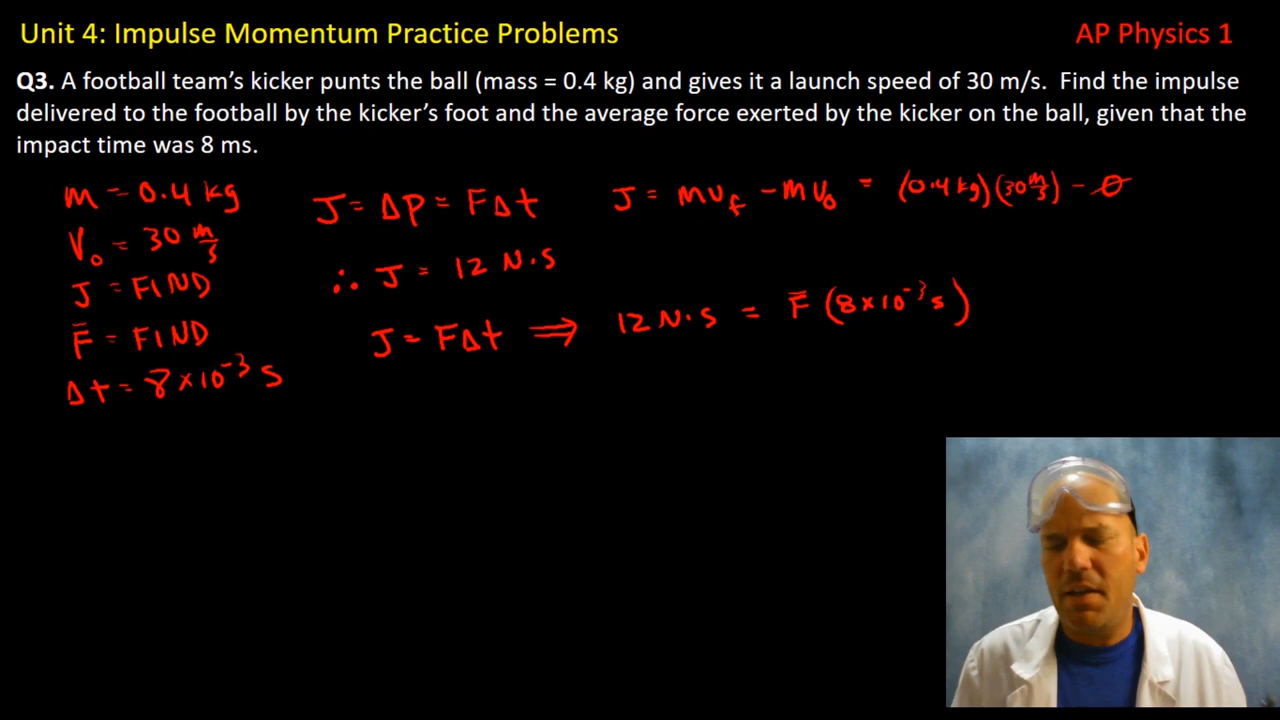 Unit 4: Impulse Momentum Practice Problems
AP Physics 1
Q3. A football team’s kicker punts the ball (mass = 0.4 kg) and gives it a launch speed of 30 m/s. Find the impulse
delivered to the football by the kicker’s foot and the average force exerted by the kicker on the ball, given that the
impact time was 8 ms.
m = 0.4 kg
V₀ = 30 m/s
J = FIND
F̄ = FIND
Δt = 8×10⁻³ s
J = ΔP = FΔt
∴ J = 12 N·S
J = FΔt ⟹ 12 N·S = F̄ (8×10⁻³ s)
J = mv_f − mv₀ = (0.4 kg)(30 m/s) − 0